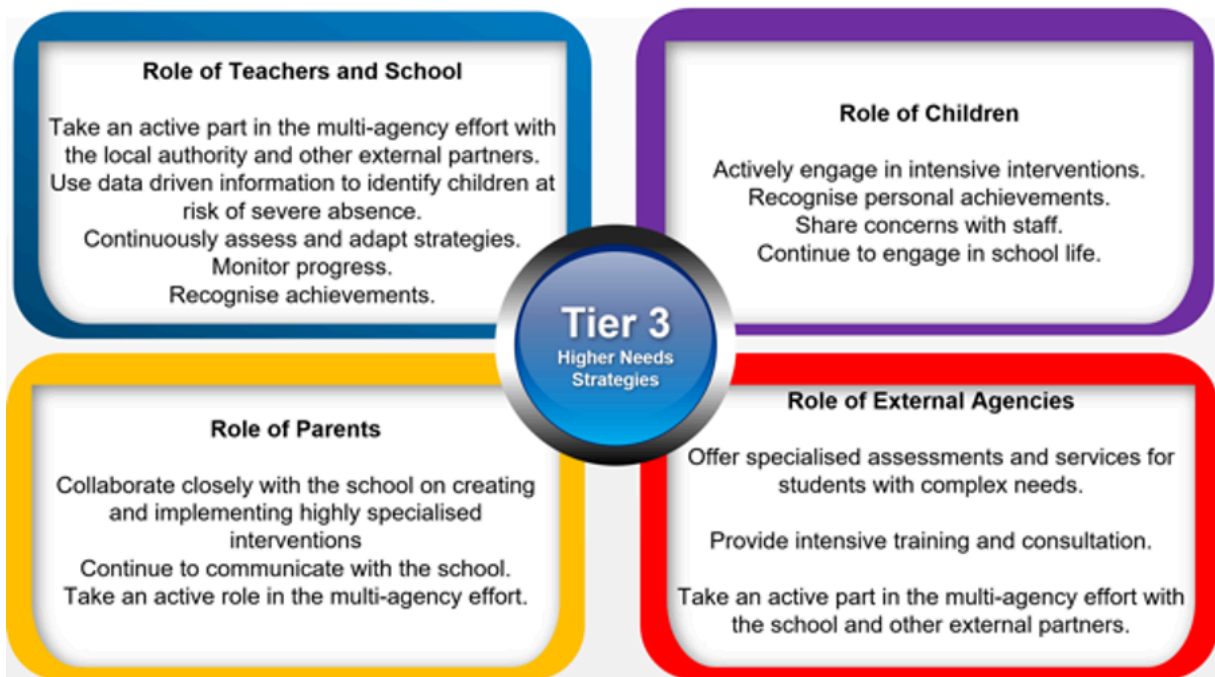 Role of Teachers and School
Take an active part in the multi-agency effort with
the local authority and other external partners.
Use data driven information to identify children at
risk of severe absence.
Continuously assess and adapt strategies.
Monitor progress.
Recognise achievements.
Role of Children
Actively engage in intensive interventions.
Recognise personal achievements.
Share concerns with staff.
Continue to engage in school life.
Tier 3
Higher Needs
Strategies
Role of Parents
Collaborate closely with the school on creating
and implementing highly specialised
interventions
Continue to communicate with the school.
Take an active role in the multi-agency effort.
Role of External Agencies
Offer specialised assessments and services for
students with complex needs.
Provide intensive training and consultation.
Take an active part in the multi-agency effort with
the school and other external partners.